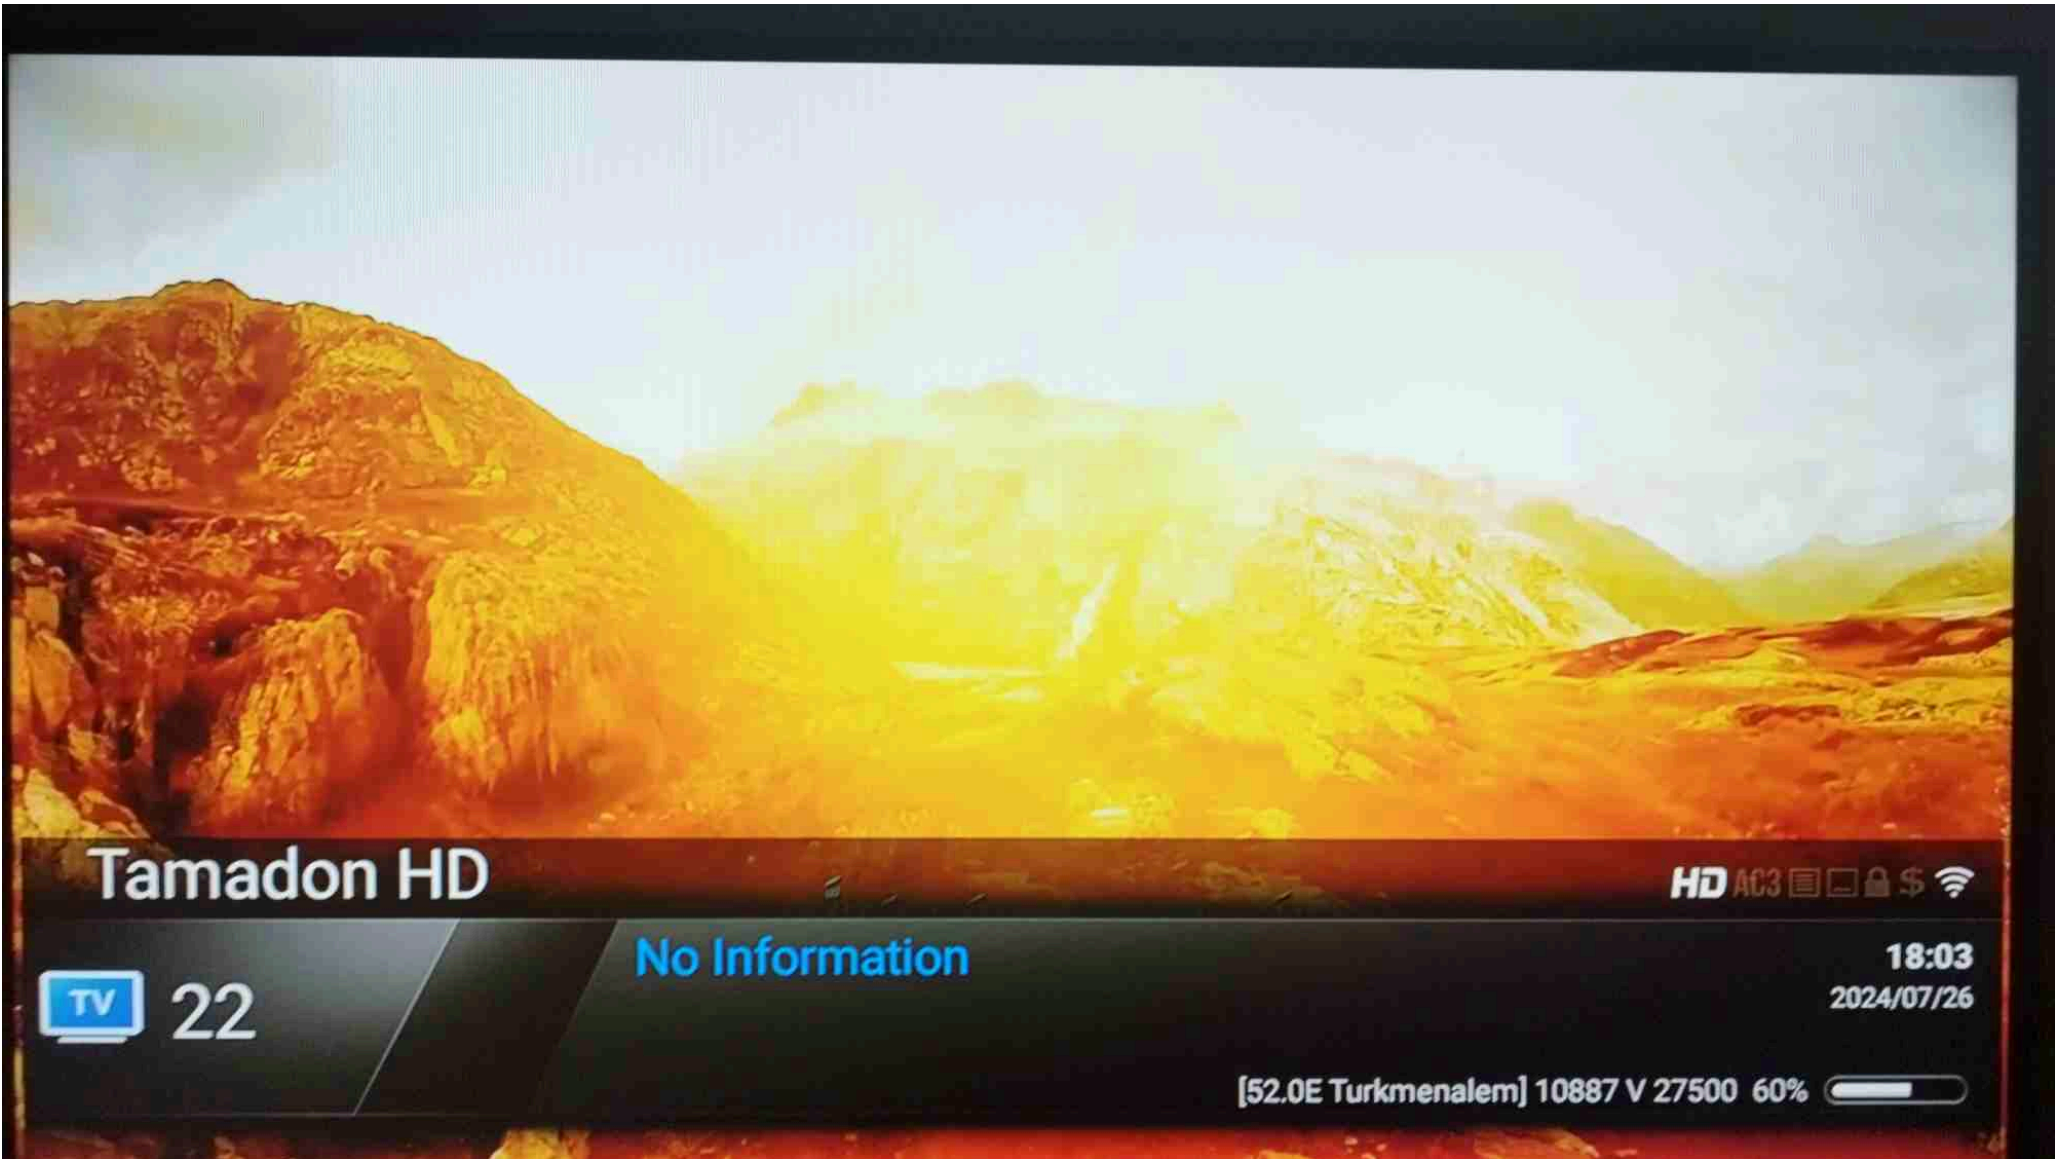 Tamadon HD
HD AC3 $
TV 22
No Information
18:03
2024/07/26
[52.0E Turkmenalem] 10887 V 27500 60%